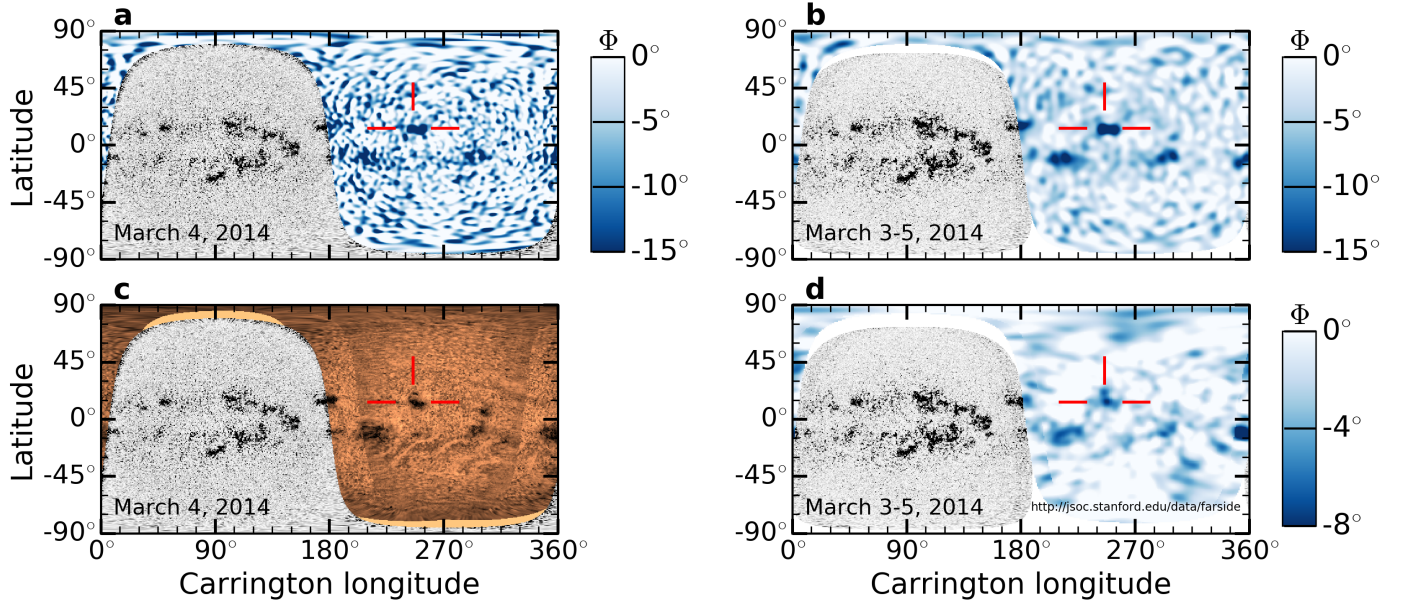 a
b
90°
45°
0°
-45°
-90°
Latitude
March 4, 2014
Φ
0°
-5°
-10°
-15°
90°
45°
0°
-45°
-90°
March 3-5, 2014
Φ
0°
-5°
-10°
-15°
c
d
90°
45°
0°
-45°
-90°
Latitude
March 4, 2014
0° 90° 180° 270° 360°
Carrington longitude
90°
45°
0°
-45°
-90°
March 3-5, 2014
http://jsoc.stanford.edu/data/farside
0° 90° 180° 270° 360°
Carrington longitude
Φ
0°
-4°
-8°